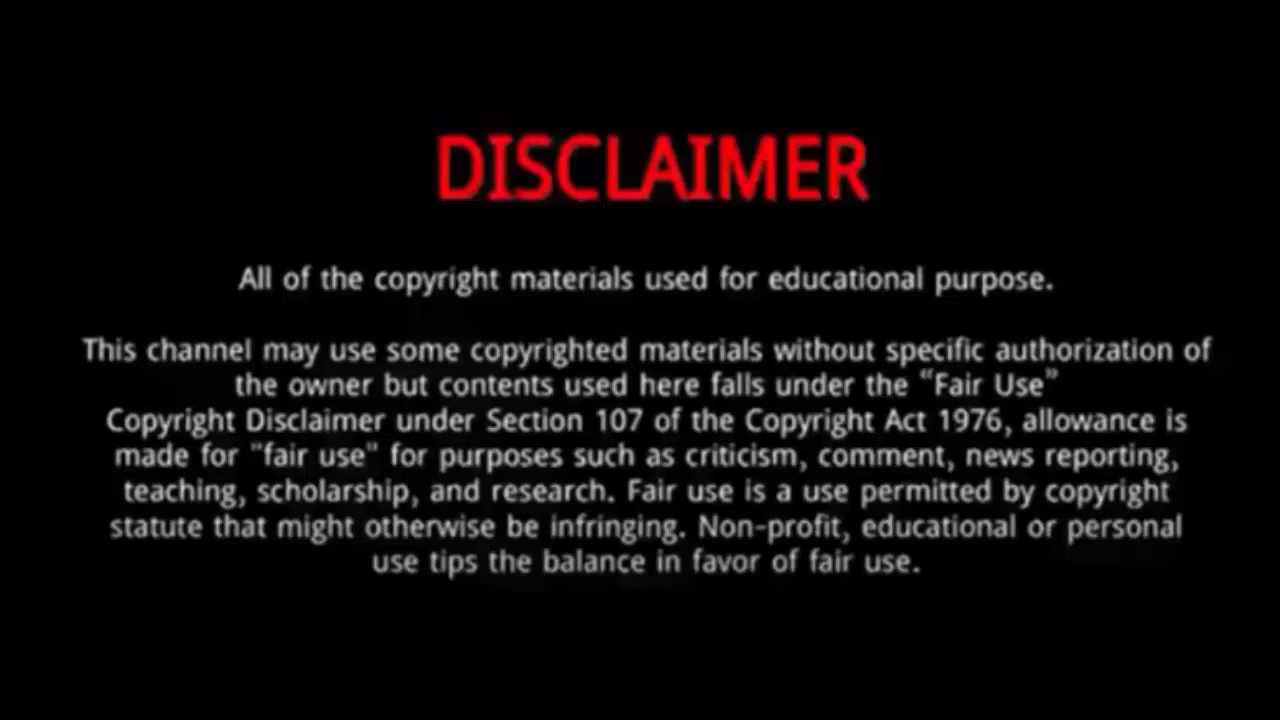 DISCLAIMER
All of the copyright materials used for educational purpose.
This channel may use some copyrighted materials without specific authorization of
the owner but contents used here falls under the “Fair Use”
Copyright Disclaimer under Section 107 of the Copyright Act 1976, allowance is
made for "fair use" for purposes such as criticism, comment, news reporting,
teaching, scholarship, and research. Fair use is a use permitted by copyright
statute that might otherwise be infringing. Non-profit, educational or personal
use tips the balance in favor of fair use.